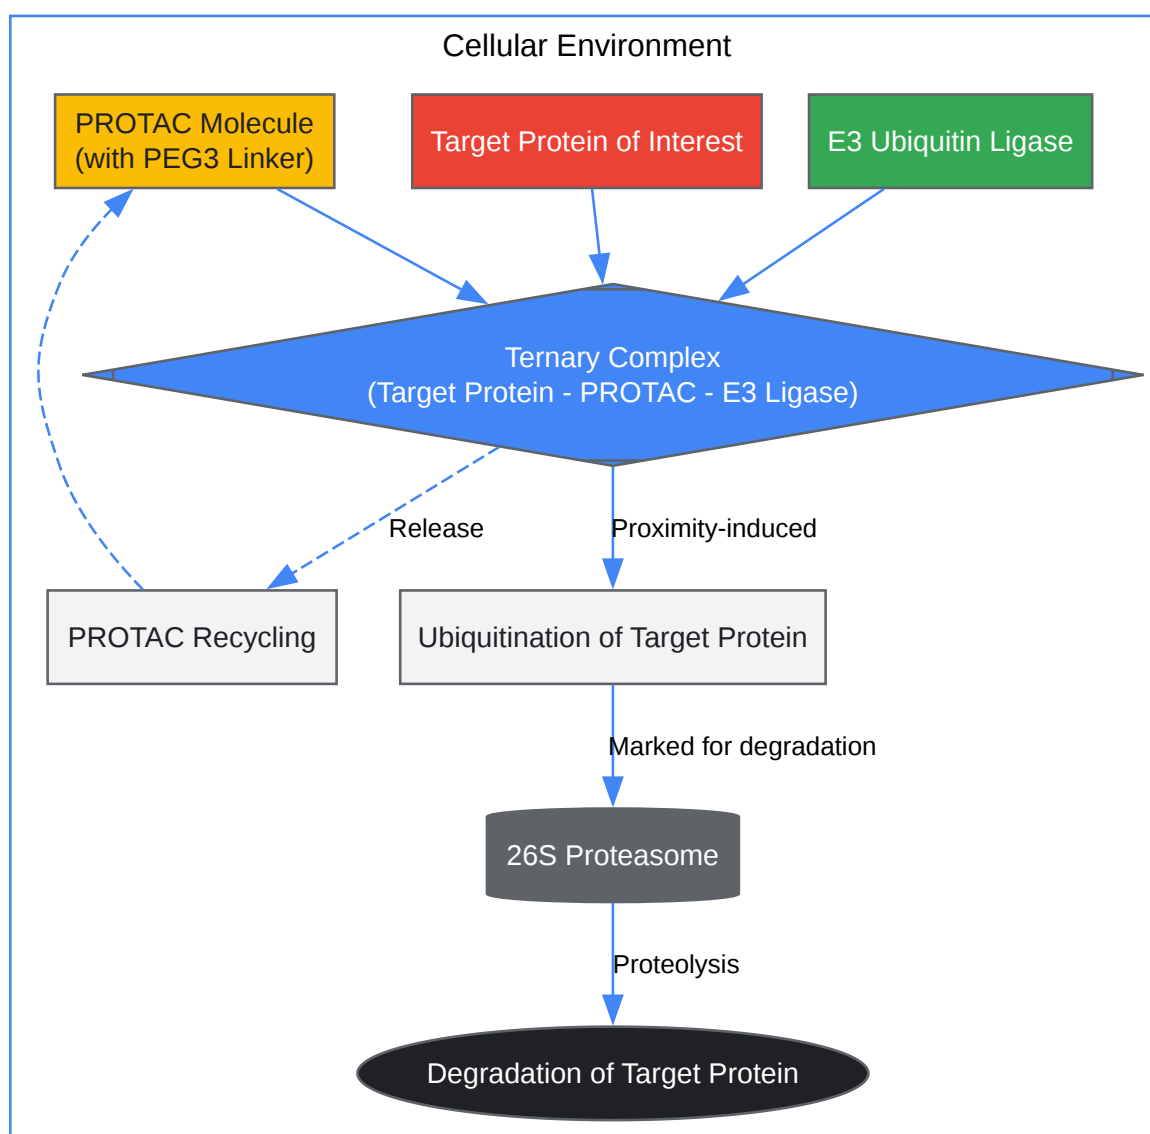 Cellular Environment
PROTAC Molecule
(with PEG3 Linker)
Target Protein of Interest
E3 Ubiquitin Ligase
Ternary Complex
(Target Protein - PROTAC - E3 Ligase)
Release
Proximity-induced
PROTAC Recycling
Ubiquitination of Target Protein
Marked for degradation
26S Proteasome
Proteolysis
Degradation of Target Protein